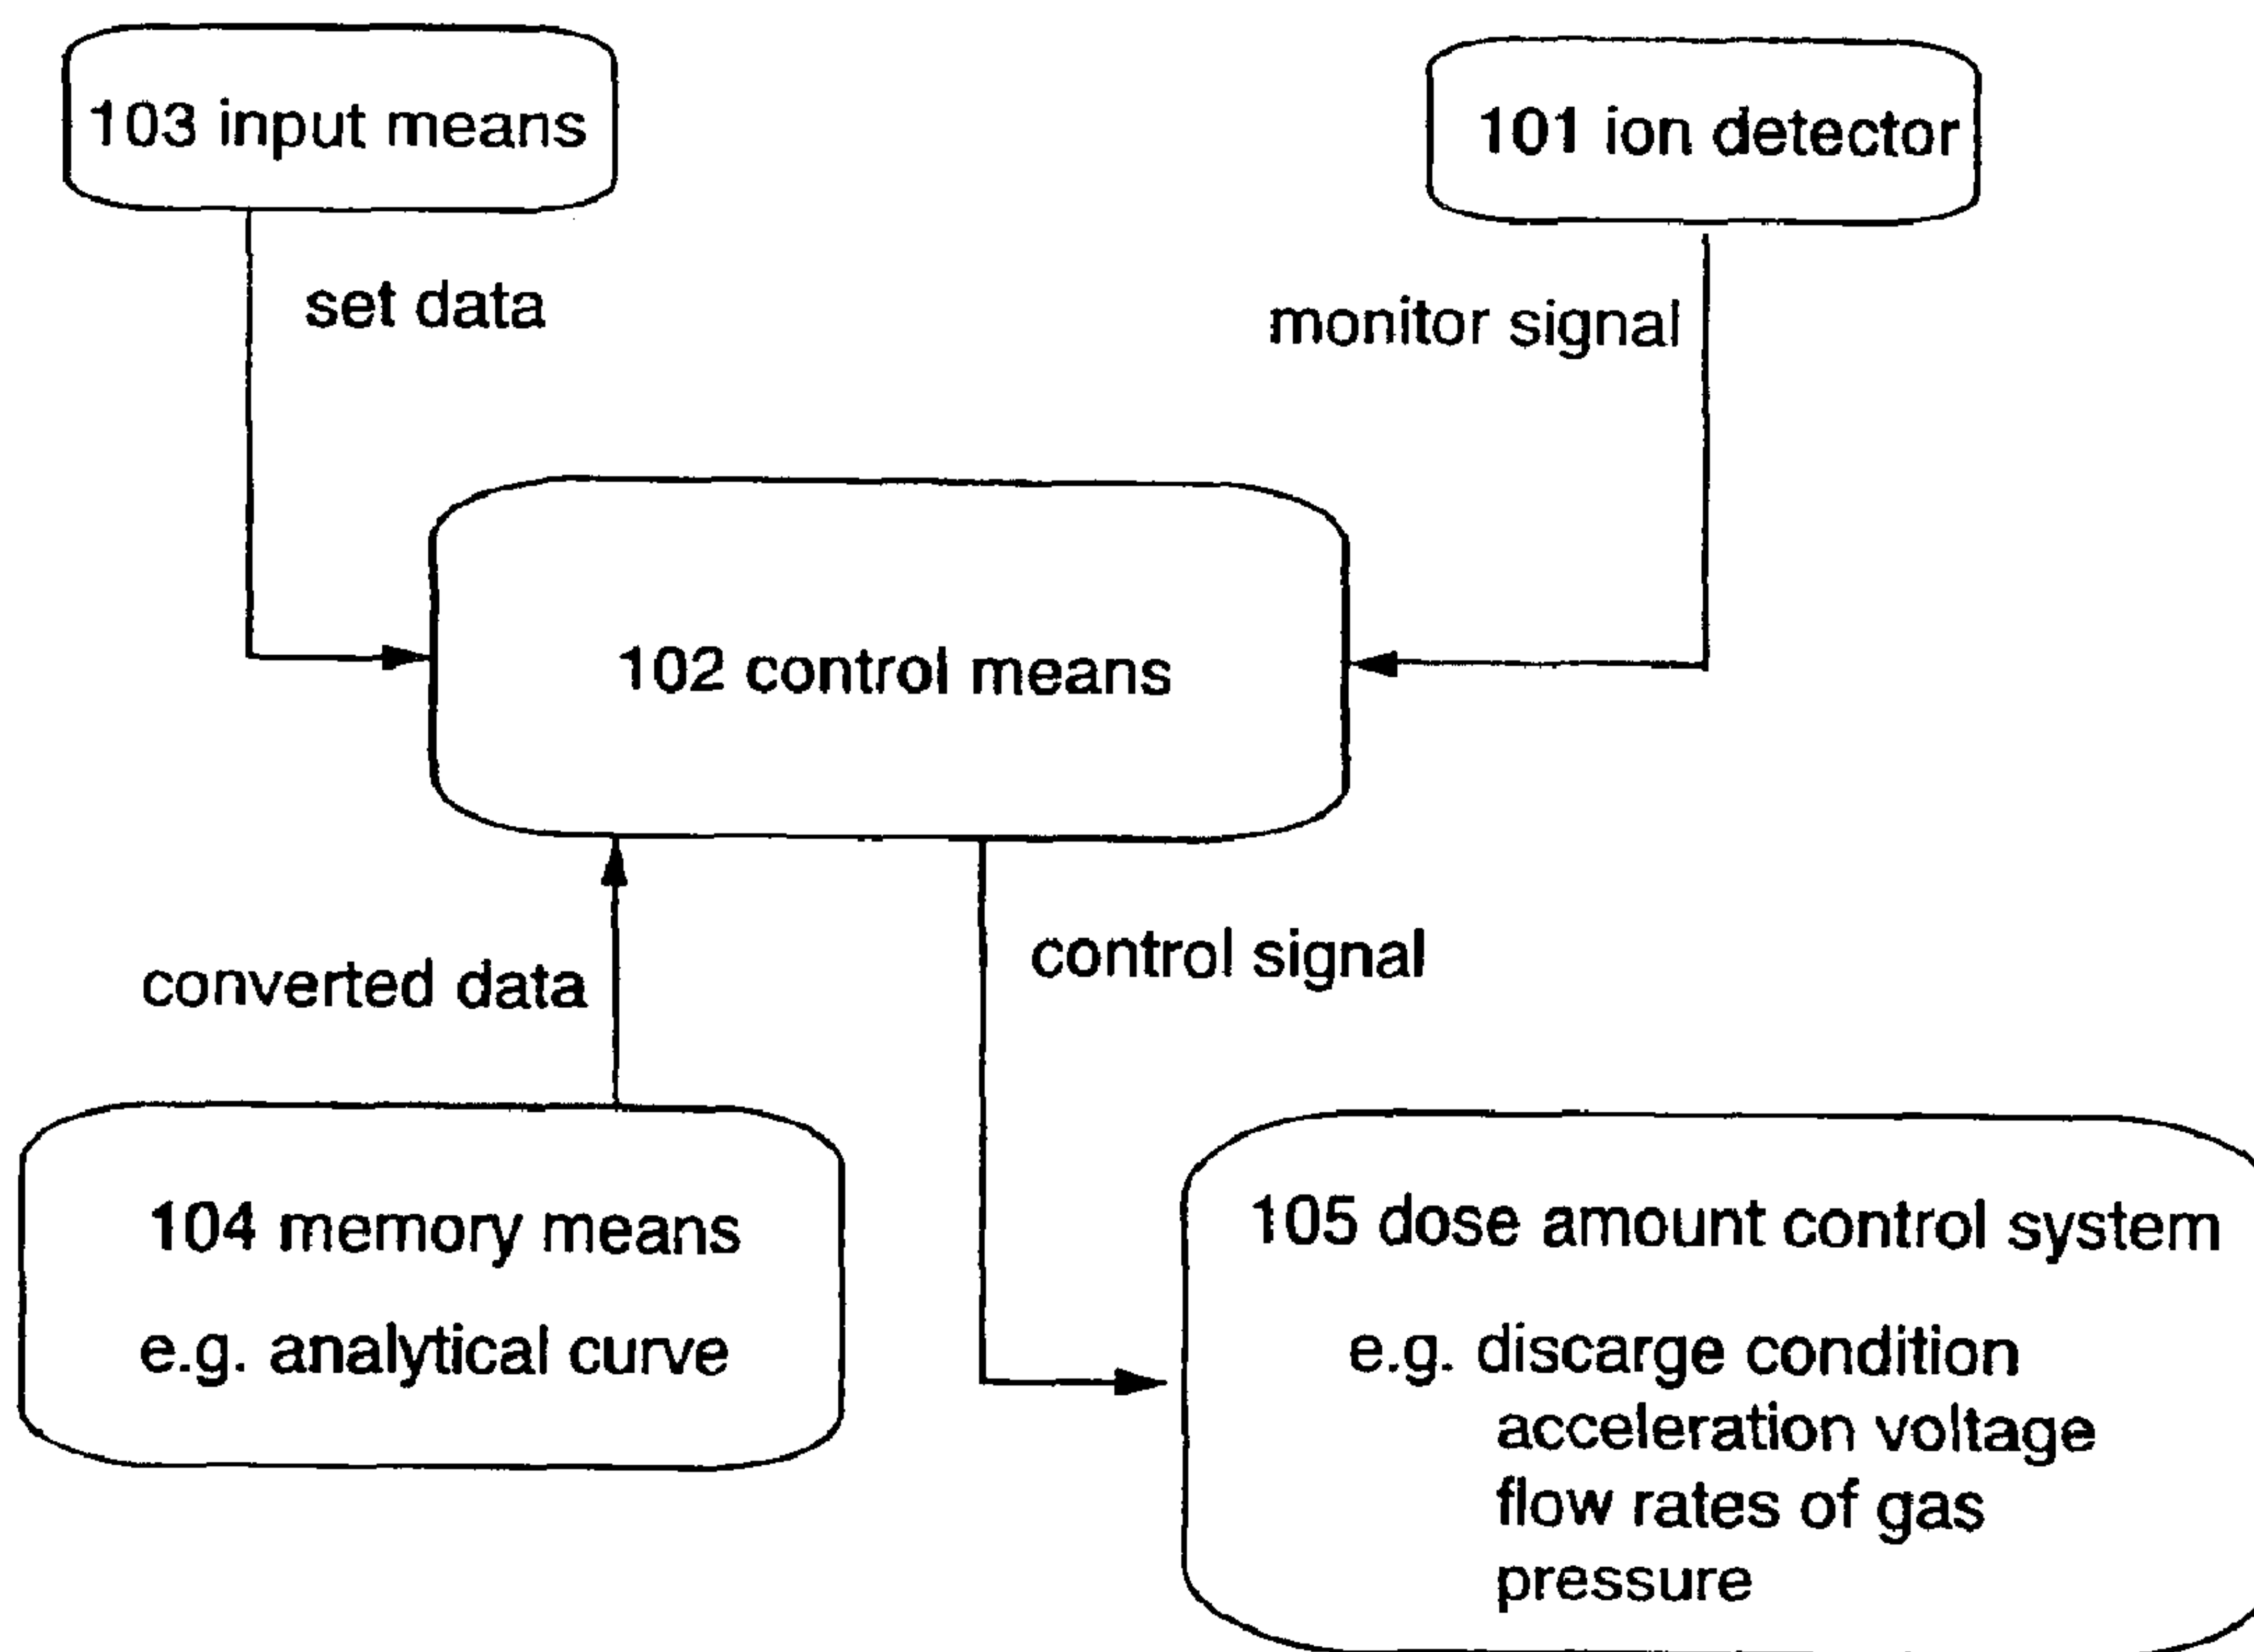 103 input means
101 ion detector
set data
monitor signal
102 control means
converted data
control signal
104 memory means
e.g. analytical curve
105 dose amount control system
e.g. discarge condition
acceleration voltage
flow rates of gas
pressure